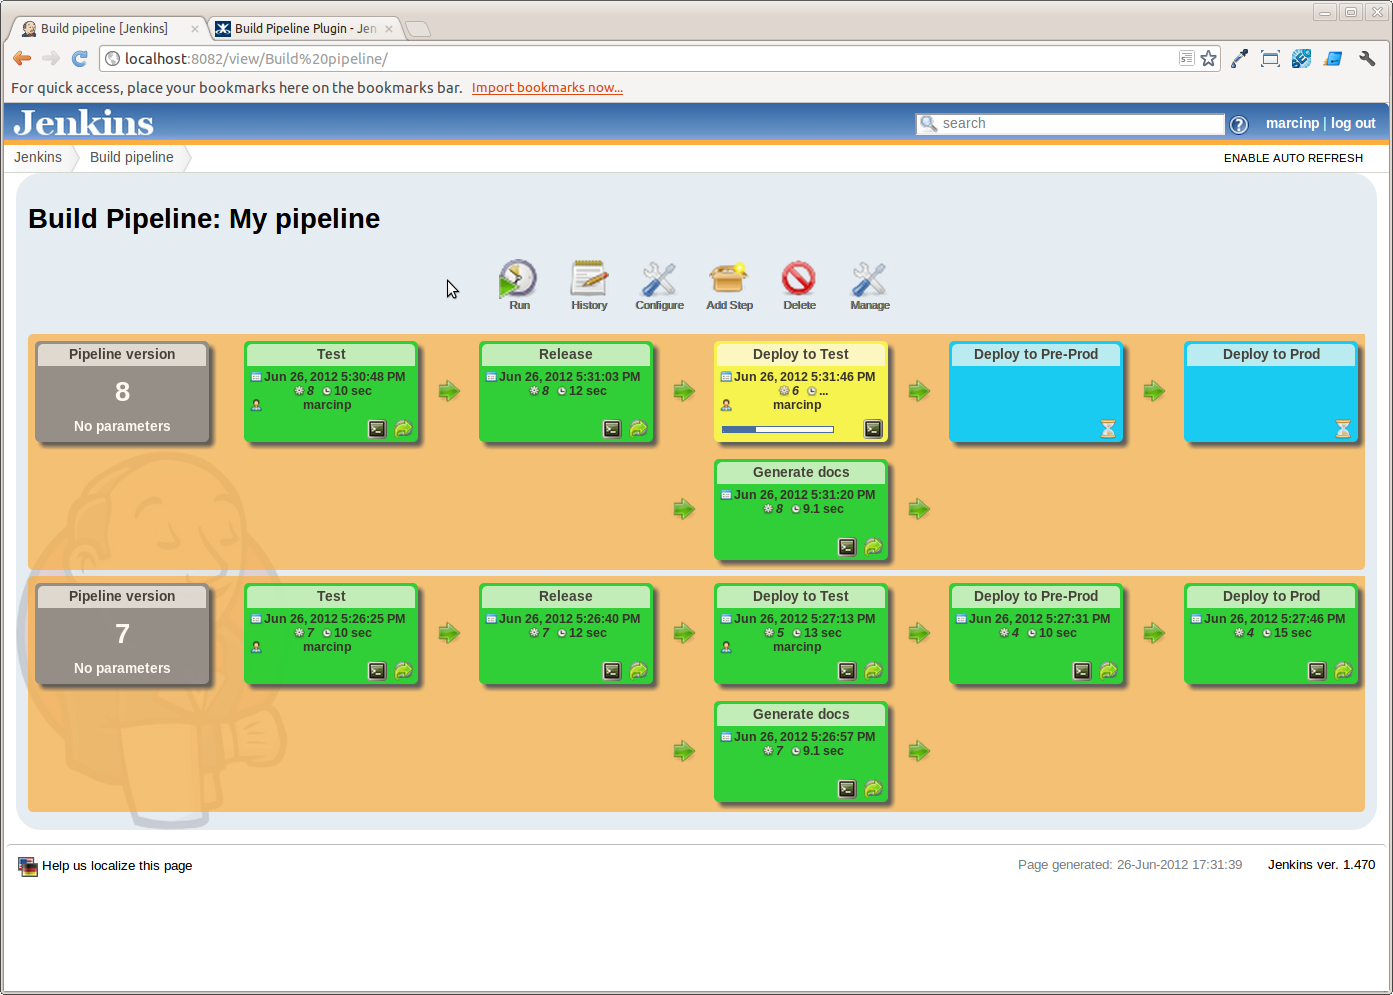 Build pipeline [Jenkins]
Build Pipeline Plugin - Jen
localhost:8082/view/Build%20pipeline/
For quick access, place your bookmarks here on the bookmarks bar. Import bookmarks now...
Jenkins
search
marcinp | log out
Jenkins
Build pipeline
ENABLE AUTO REFRESH
Build Pipeline: My pipeline
Run
History
Configure
Add Step
Delete
Manage
Pipeline version
8
No parameters
Test
Jun 26, 2012 5:30:48 PM
8 10 sec
marcinp
Release
Jun 26, 2012 5:31:03 PM
8 12 sec
Deploy to Test
Jun 26, 2012 5:31:46 PM
6 ...
marcinp
Deploy to Pre-Prod
Deploy to Prod
Generate docs
Jun 26, 2012 5:31:20 PM
8 9.1 sec
Pipeline version
7
No parameters
Test
Jun 26, 2012 5:26:25 PM
7 10 sec
marcinp
Release
Jun 26, 2012 5:26:40 PM
7 12 sec
Deploy to Test
Jun 26, 2012 5:27:13 PM
5 13 sec
marcinp
Deploy to Pre-Prod
Jun 26, 2012 5:27:31 PM
4 10 sec
Deploy to Prod
Jun 26, 2012 5:27:46 PM
4 15 sec
Generate docs
Jun 26, 2012 5:26:57 PM
7 9.1 sec
Help us localize this page
Page generated: 26-Jun-2012 17:31:39
Jenkins ver. 1.470